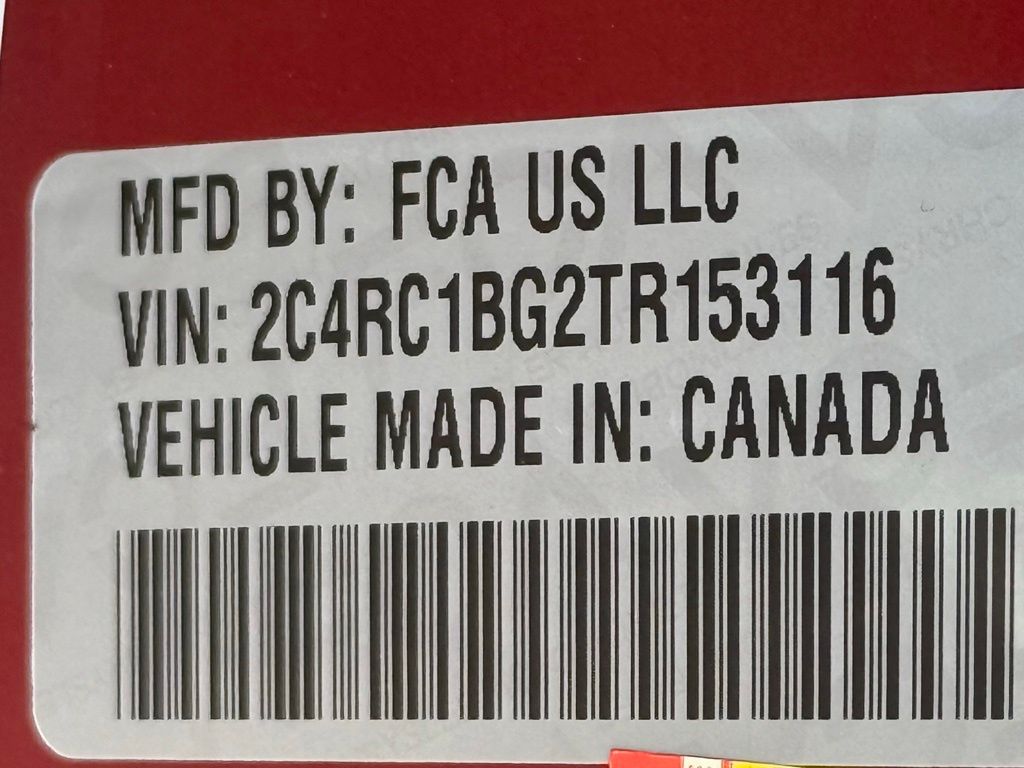 MFD BY: FCA US LLC
VIN: 2C4RC1BG2TR153116
VEHICLE MADE IN: CANADA